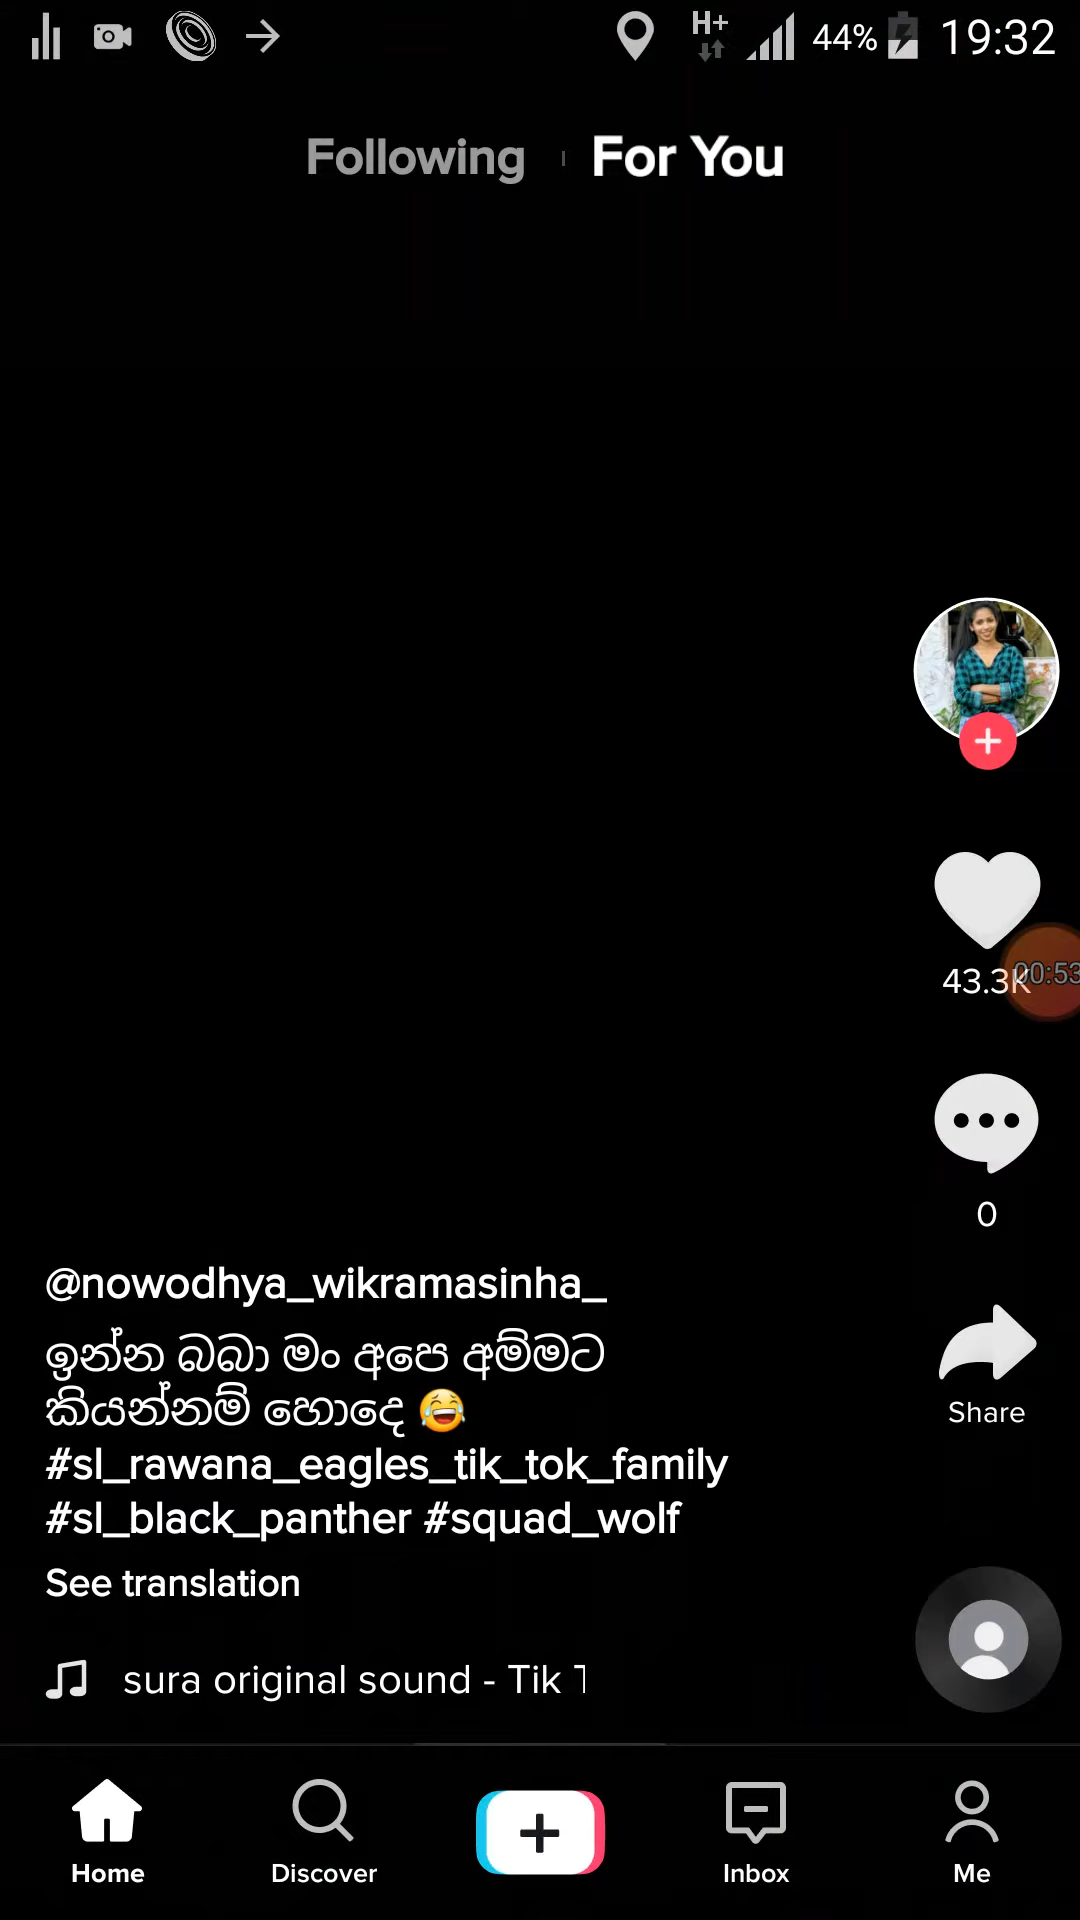 H+ 44% 19:32
Following For You
43.3K
00:53
0
@nowodhya_wikramasinha_
ඉන්න බබා මං අපෙ අම්මට
කියන්නම් හොදෙ 😂
#sl_rawana_eagles_tik_tok_family
#sl_black_panther #squad_wolf
Share
See translation
sura original sound - Tik T
Home Discover Inbox Me